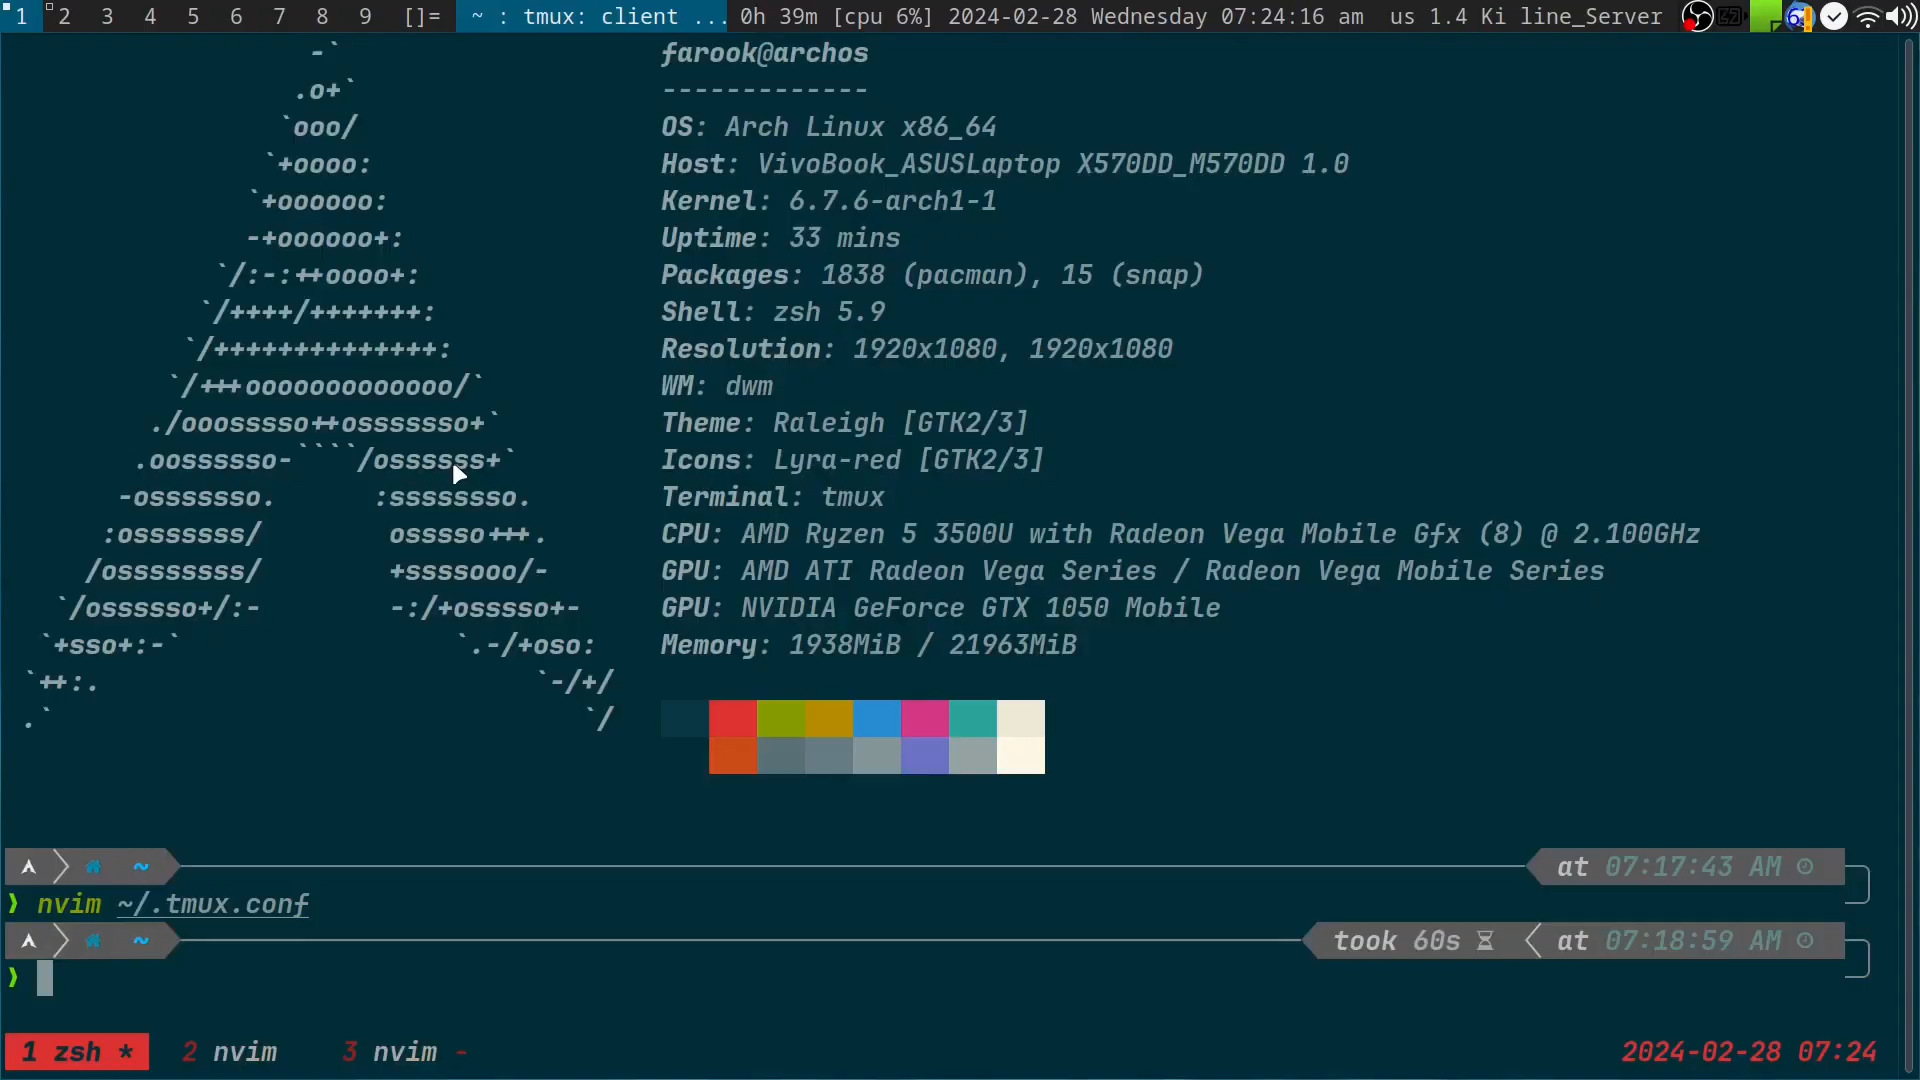 1 2 3 4 5 6 7 8 9 []= ~ : tmux: client ... 0h 39m [cpu 6%] 2024-02-28 Wednesday 07:24:16 am us 1.4 Ki line_Server
farook@archos
-------------
OS: Arch Linux x86_64
Host: VivoBook_ASUSLaptop X570DD_M570DD 1.0
Kernel: 6.7.6-arch1-1
Uptime: 33 mins
Packages: 1838 (pacman), 15 (snap)
Shell: zsh 5.9
Resolution: 1920x1080, 1920x1080
WM: dwm
Theme: Raleigh [GTK2/3]
Icons: Lyra-red [GTK2/3]
Terminal: tmux
CPU: AMD Ryzen 5 3500U with Radeon Vega Mobile Gfx (8) @ 2.100GHz
GPU: AMD ATI Radeon Vega Series / Radeon Vega Mobile Series
GPU: NVIDIA GeForce GTX 1050 Mobile
Memory: 1938MiB / 21963MiB
~ at 07:17:43 AM
❯ nvim ~/.tmux.conf
~ took 60s at 07:18:59 AM
❯
1 zsh * 2 nvim 3 nvim - 2024-02-28 07:24